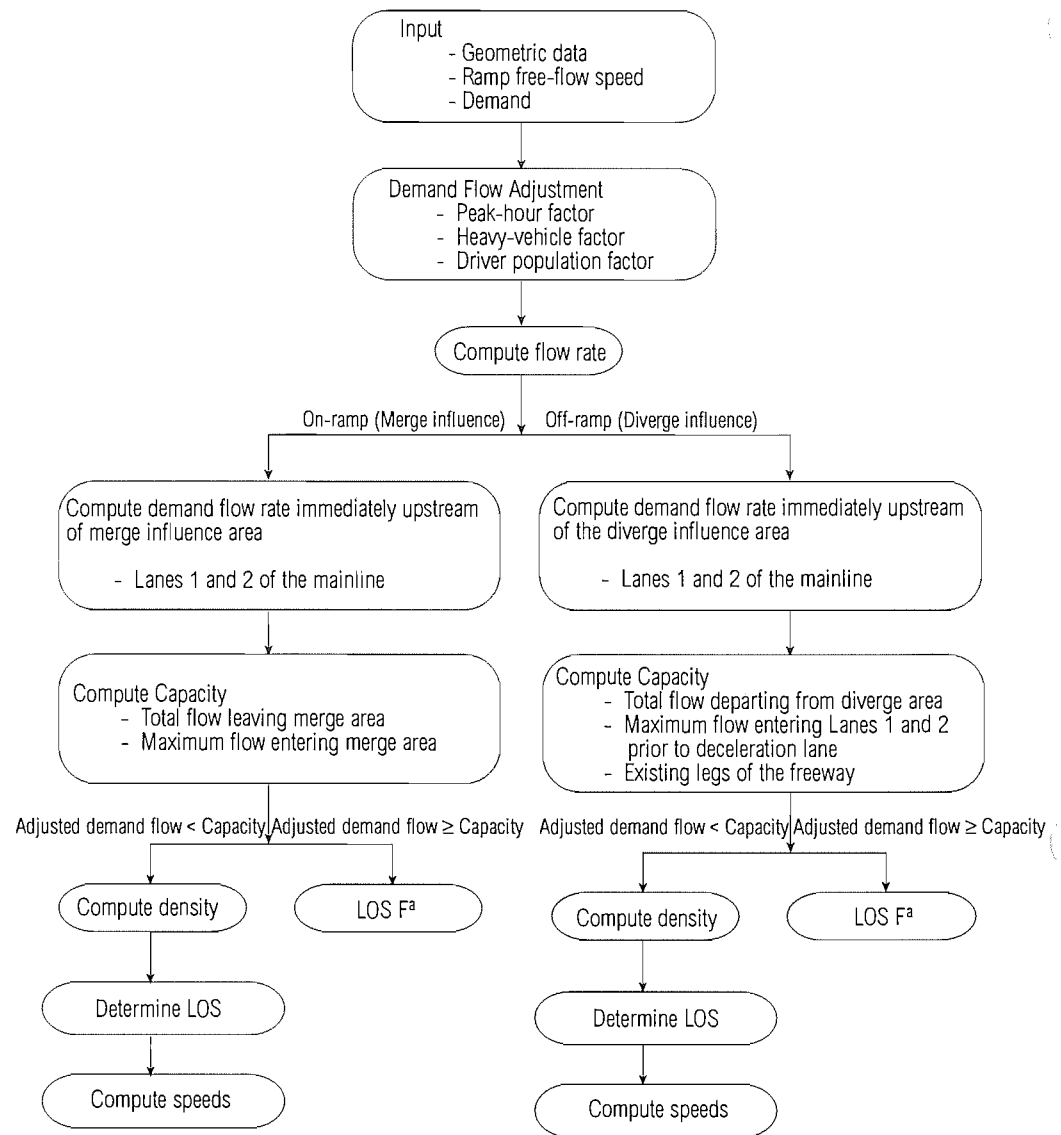 Input
- Geometric data
- Ramp free-flow speed
- Demand
Demand Flow Adjustment
- Peak-hour factor
- Heavy-vehicle factor
- Driver population factor
Compute flow rate
On-ramp (Merge influence)
Off-ramp (Diverge influence)
Compute demand flow rate immediately upstream
of merge influence area
- Lanes 1 and 2 of the mainline
Compute demand flow rate immediately upstream
of the diverge influence area
- Lanes 1 and 2 of the mainline
Compute Capacity
- Total flow leaving merge area
- Maximum flow entering merge area
Compute Capacity
- Total flow departing from diverge area
- Maximum flow entering Lanes 1 and 2
prior to deceleration lane
- Existing legs of the freeway
Adjusted demand flow < Capacity
Adjusted demand flow ≥ Capacity
Adjusted demand flow < Capacity
Adjusted demand flow ≥ Capacity
Compute density
LOS Fª
Compute density
LOS Fª
Determine LOS
Determine LOS
Compute speeds
Compute speeds